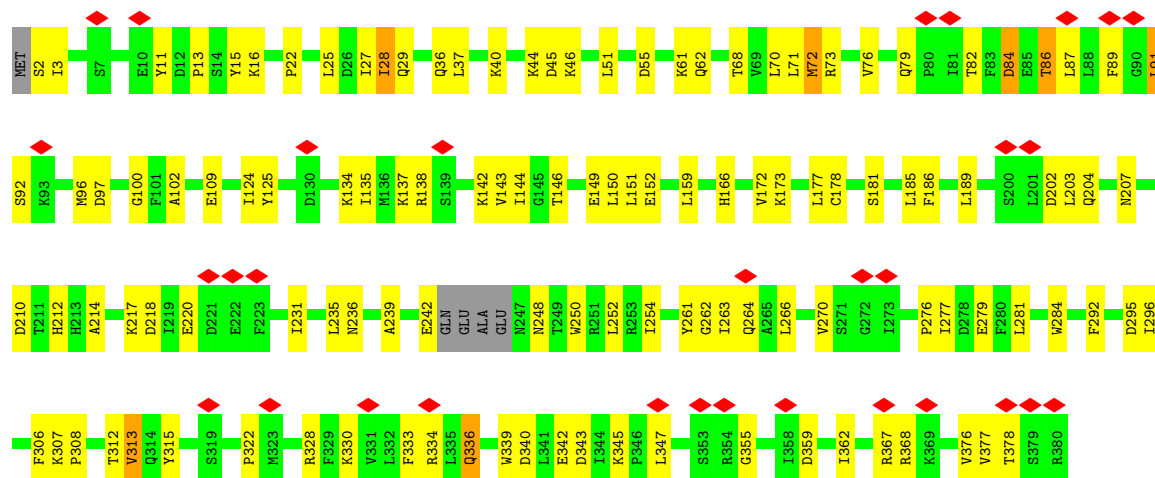 MET S2 I3 S7 E10 Y11 D12 P13 S14 Y15 K16 P22 L25 D26 I27 I28 Q29 Q36 L37 K40 K44 D45 K46 L51 D55 K61 Q62 T68 V69 L70 L71 M72 R73 V76 Q79 P80 I81 T82 F83 D84 E85 T86 L87 L88 F89 G90 L91
S92 K93 M96 D97 G100 F101 A102 E109 I124 Y125 D130 K134 I135 M136 K137 R138 S139 K142 V143 I144 G145 T146 E149 L150 L151 E152 L159 H166 V172 K173 L177 C178 S181 L185 F186 L189 S200 L201 D202 L203 Q204 N207
D210 T211 H212 H213 A214 K217 D218 I219 E220 D221 E222 F223 I231 L235 N236 A239 E242 GLN GLU ALA GLU N247 N248 T249 W250 R251 L252 R253 I254 Y261 G262 I263 Q264 A265 L266 V270 S271 G272 I273 P276 I277 D278 E279 F280 L281 W284 F292 D295 I296
F306 K307 P308 T312 V313 Q314 Y315 S319 P322 M323 R328 F329 K330 V331 L332 F333 R334 L335 Q336 W339 D340 L341 E342 D343 I344 K345 P346 L347 S353 R354 G355 I358 D359 I362 R367 R368 K369 V376 V377 T378 S379 R380